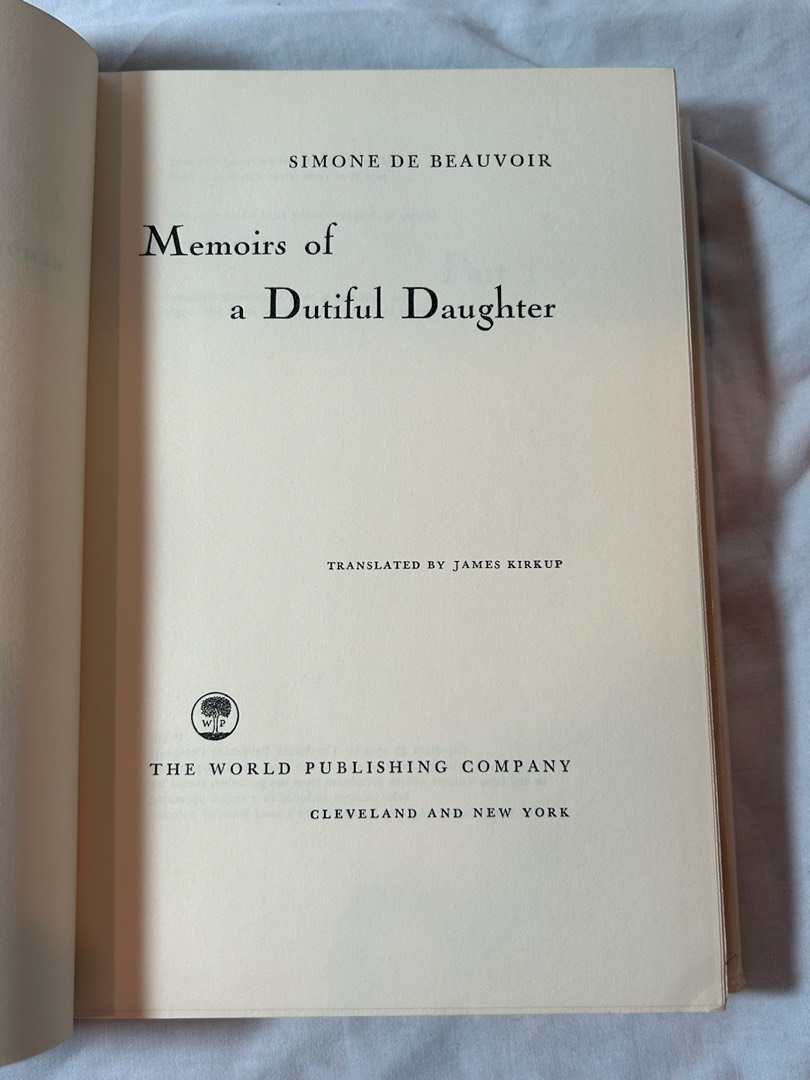 SIMONE DE BEAUVOIR
Memoirs of
a Dutiful Daughter
TRANSLATED BY JAMES KIRKUP
W P
THE WORLD PUBLISHING COMPANY
CLEVELAND AND NEW YORK